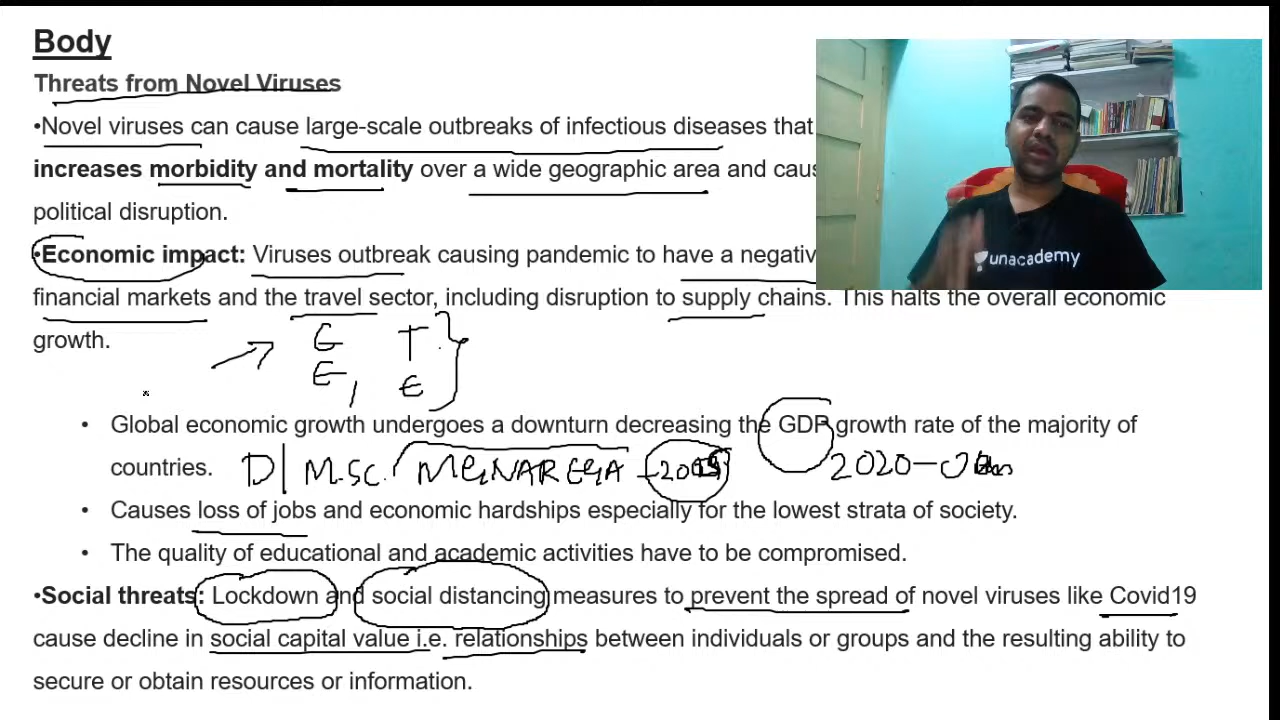 Body
Threats from Novel Viruses
•Novel viruses can cause large-scale outbreaks of infectious diseases that
increases morbidity and mortality over a wide geographic area and cau
political disruption.
•Economic impact: Viruses outbreak causing pandemic to have a negativ
financial markets and the travel sector, including disruption to supply chains. This halts the overall economic
growth.
G T
E, E
• Global economic growth undergoes a downturn decreasing the GDP growth rate of the majority of
countries. D| M.SC. MGNAREGA
2020-
• Causes loss of jobs and economic hardships especially for the lowest strata of society.
• The quality of educational and academic activities have to be compromised.
•Social threats: Lockdown and social distancing measures to prevent the spread of novel viruses like Covid19
cause decline in social capital value i.e. relationships between individuals or groups and the resulting ability to
secure or obtain resources or information.
unacademy